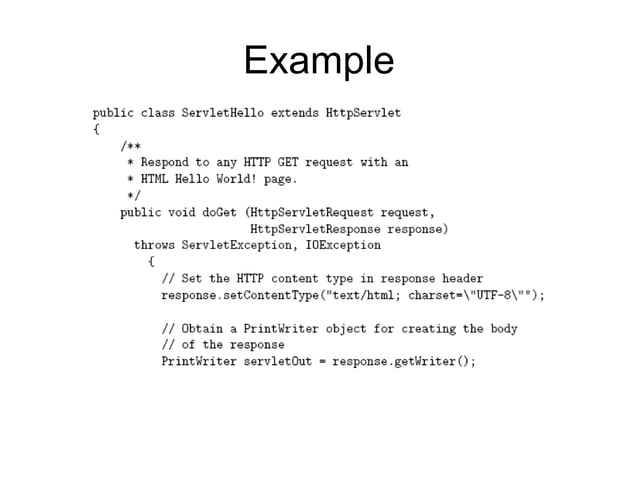 Example
public class ServletHello extends HttpServlet
{
    /**
     * Respond to any HTTP GET request with an
     * HTML Hello World! page.
     */
    public void doGet (HttpServletRequest request,
                       HttpServletResponse response)
      throws ServletException, IOException
        {
          // Set the HTTP content type in response header
          response.setContentType("text/html; charset=\"UTF-8\"");

          // Obtain a PrintWriter object for creating the body
          // of the response
          PrintWriter servletOut = response.getWriter();